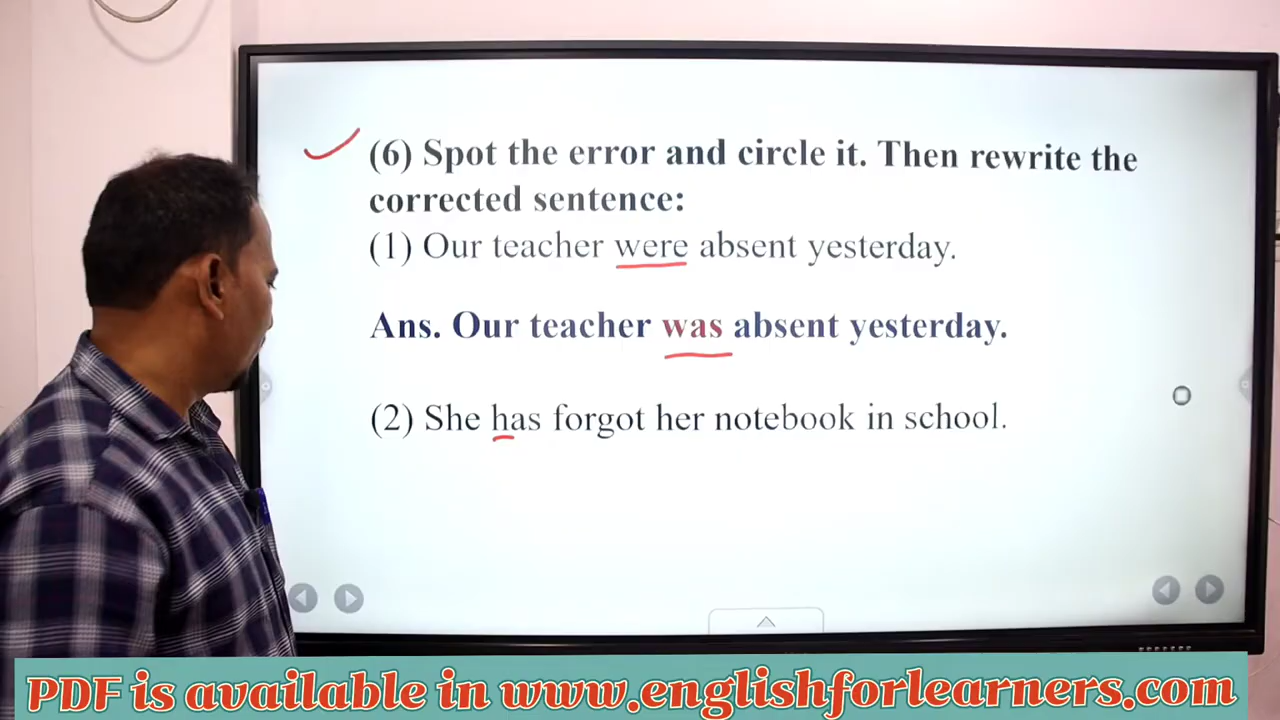 (6) Spot the error and circle it. Then rewrite the
corrected sentence:
(1) Our teacher were absent yesterday.
Ans. Our teacher was absent yesterday.
(2) She has forgot her notebook in school.
PDF is available in www.englishforlearners.com